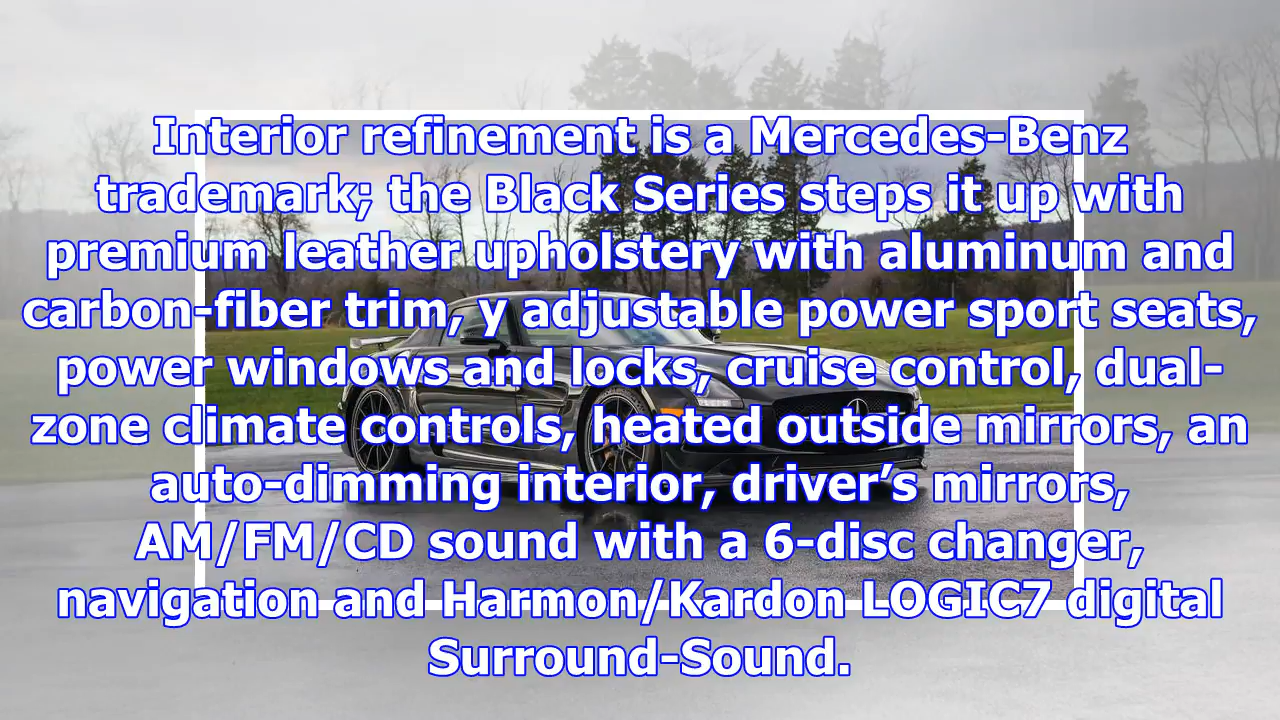 Interior refinement is a Mercedes-Benz
trademark; the Black Series steps it up with
premium leather upholstery with aluminum and
carbon-fiber trim, y adjustable power sport seats,
power windows and locks, cruise control, dual-
zone climate controls, heated outside mirrors, an
auto-dimming interior, driver’s mirrors,
AM/FM/CD sound with a 6-disc changer,
navigation and Harmon/Kardon LOGIC7 digital
Surround-Sound.